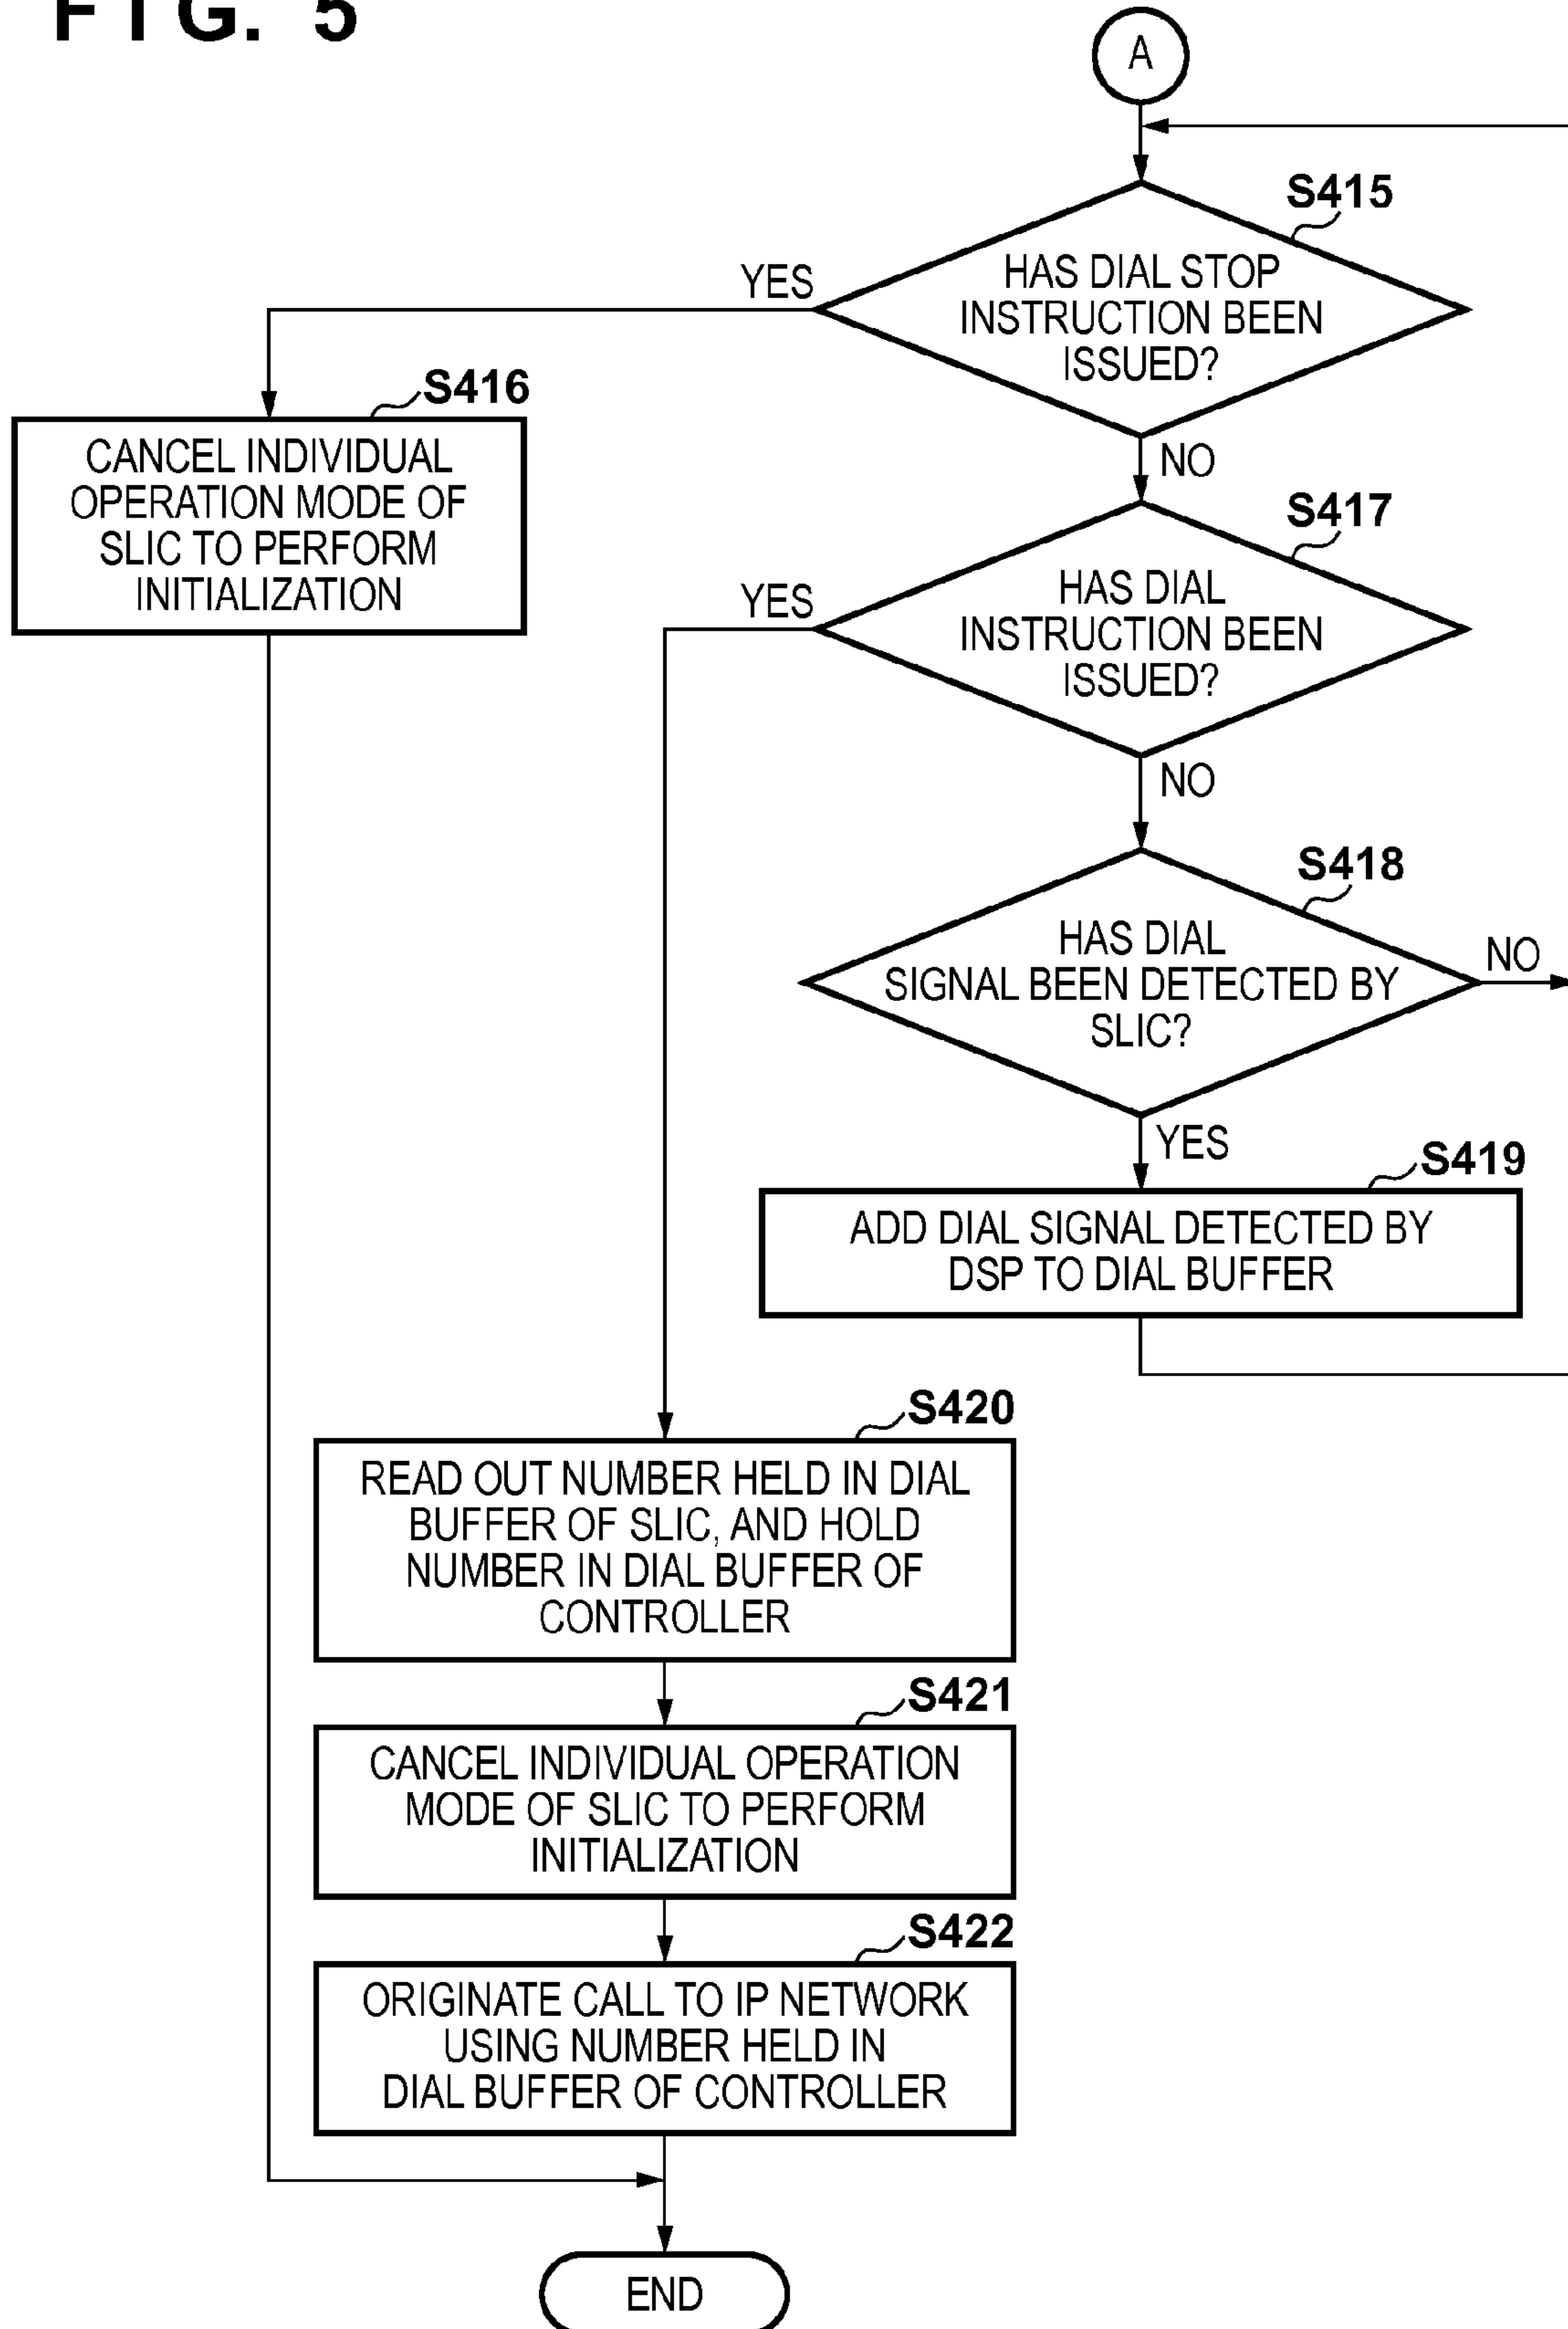 FIG. 5
A
S415
HAS DIAL STOP
INSTRUCTION BEEN
ISSUED?
YES
NO
S416
CANCEL INDIVIDUAL
OPERATION MODE OF
SLIC TO PERFORM
INITIALIZATION
S417
HAS DIAL
INSTRUCTION BEEN
ISSUED?
YES
NO
S418
HAS DIAL
SIGNAL BEEN DETECTED BY
SLIC?
NO
YES
S419
ADD DIAL SIGNAL DETECTED BY
DSP TO DIAL BUFFER
S420
READ OUT NUMBER HELD IN DIAL
BUFFER OF SLIC, AND HOLD
NUMBER IN DIAL BUFFER OF
CONTROLLER
S421
CANCEL INDIVIDUAL OPERATION
MODE OF SLIC TO PERFORM
INITIALIZATION
S422
ORIGINATE CALL TO IP NETWORK
USING NUMBER HELD IN
DIAL BUFFER OF CONTROLLER
END